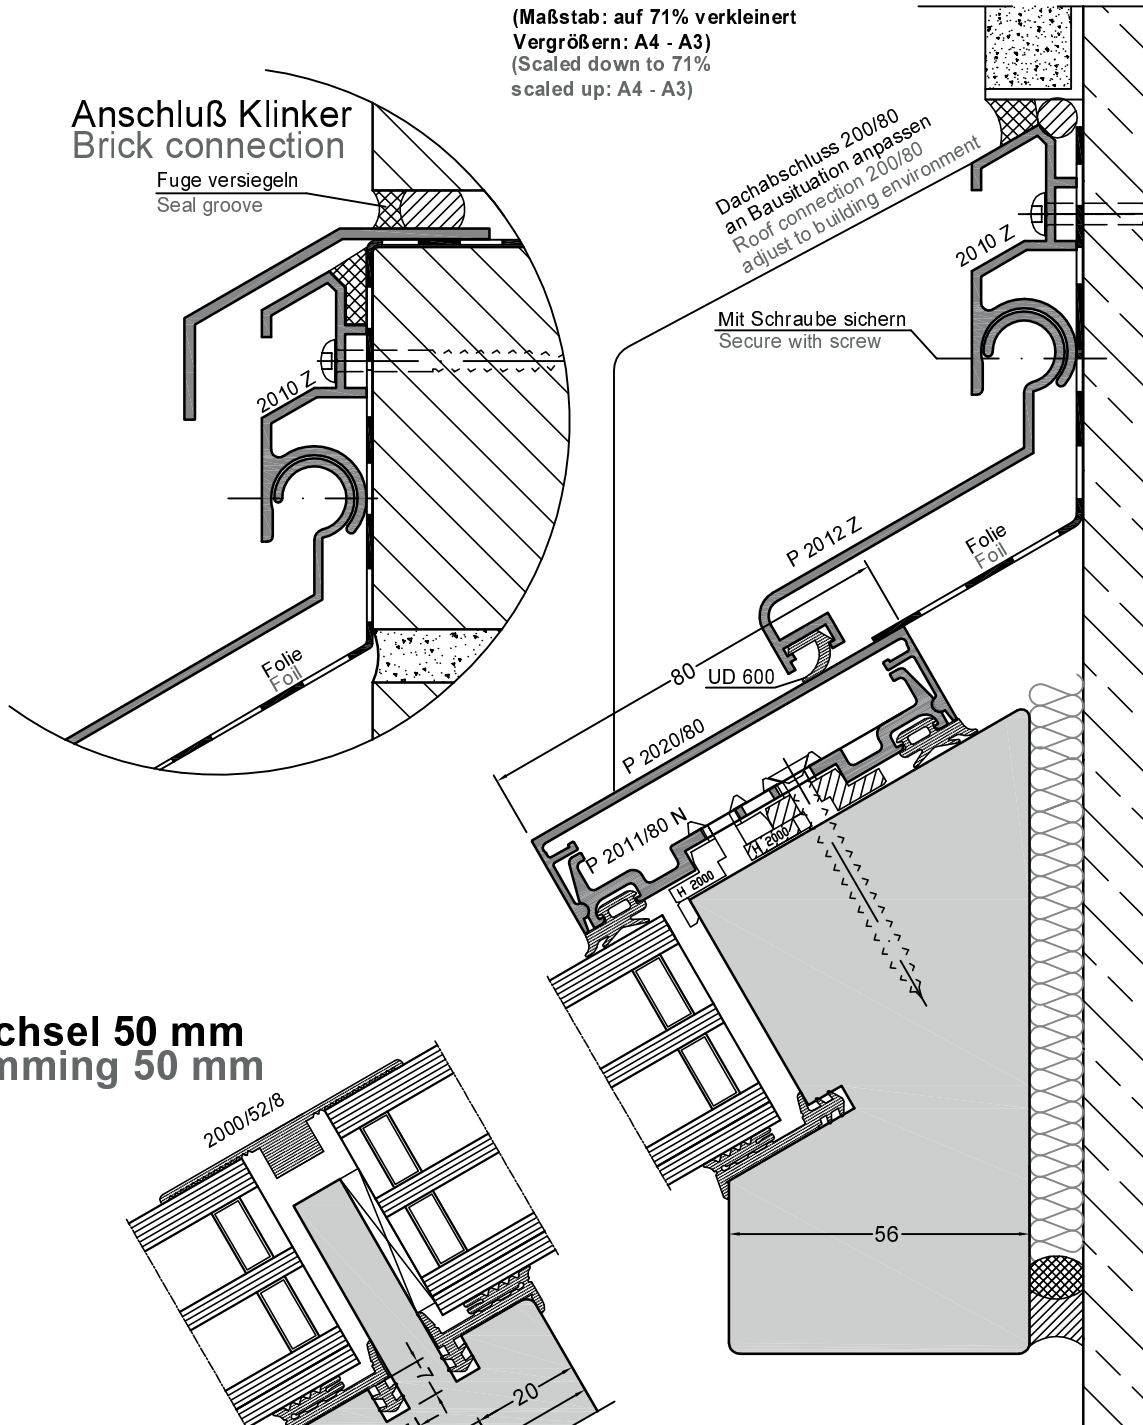 (Maßstab: auf 71% verkleinert
Vergrößern: A4 - A3)
(Scaled down to 71%
scaled up: A4 - A3)
Anschluß Klinker
Brick connection
Fuge versiegeln
Seal groove
Dachabschluss 200/80
an Bausituation anpassen
Roof connection 200/80
adjust to building environment
2010 Z
Mit Schraube sichern
Secure with screw
2010 Z
P 2012 Z
Folie
Foil
Folie
Foil
80
UD 600
P 2020/80
P 2011/80 N
H 2000
H 2000
chsel 50 mm
mming 50 mm
2000/52/8
56
7
20